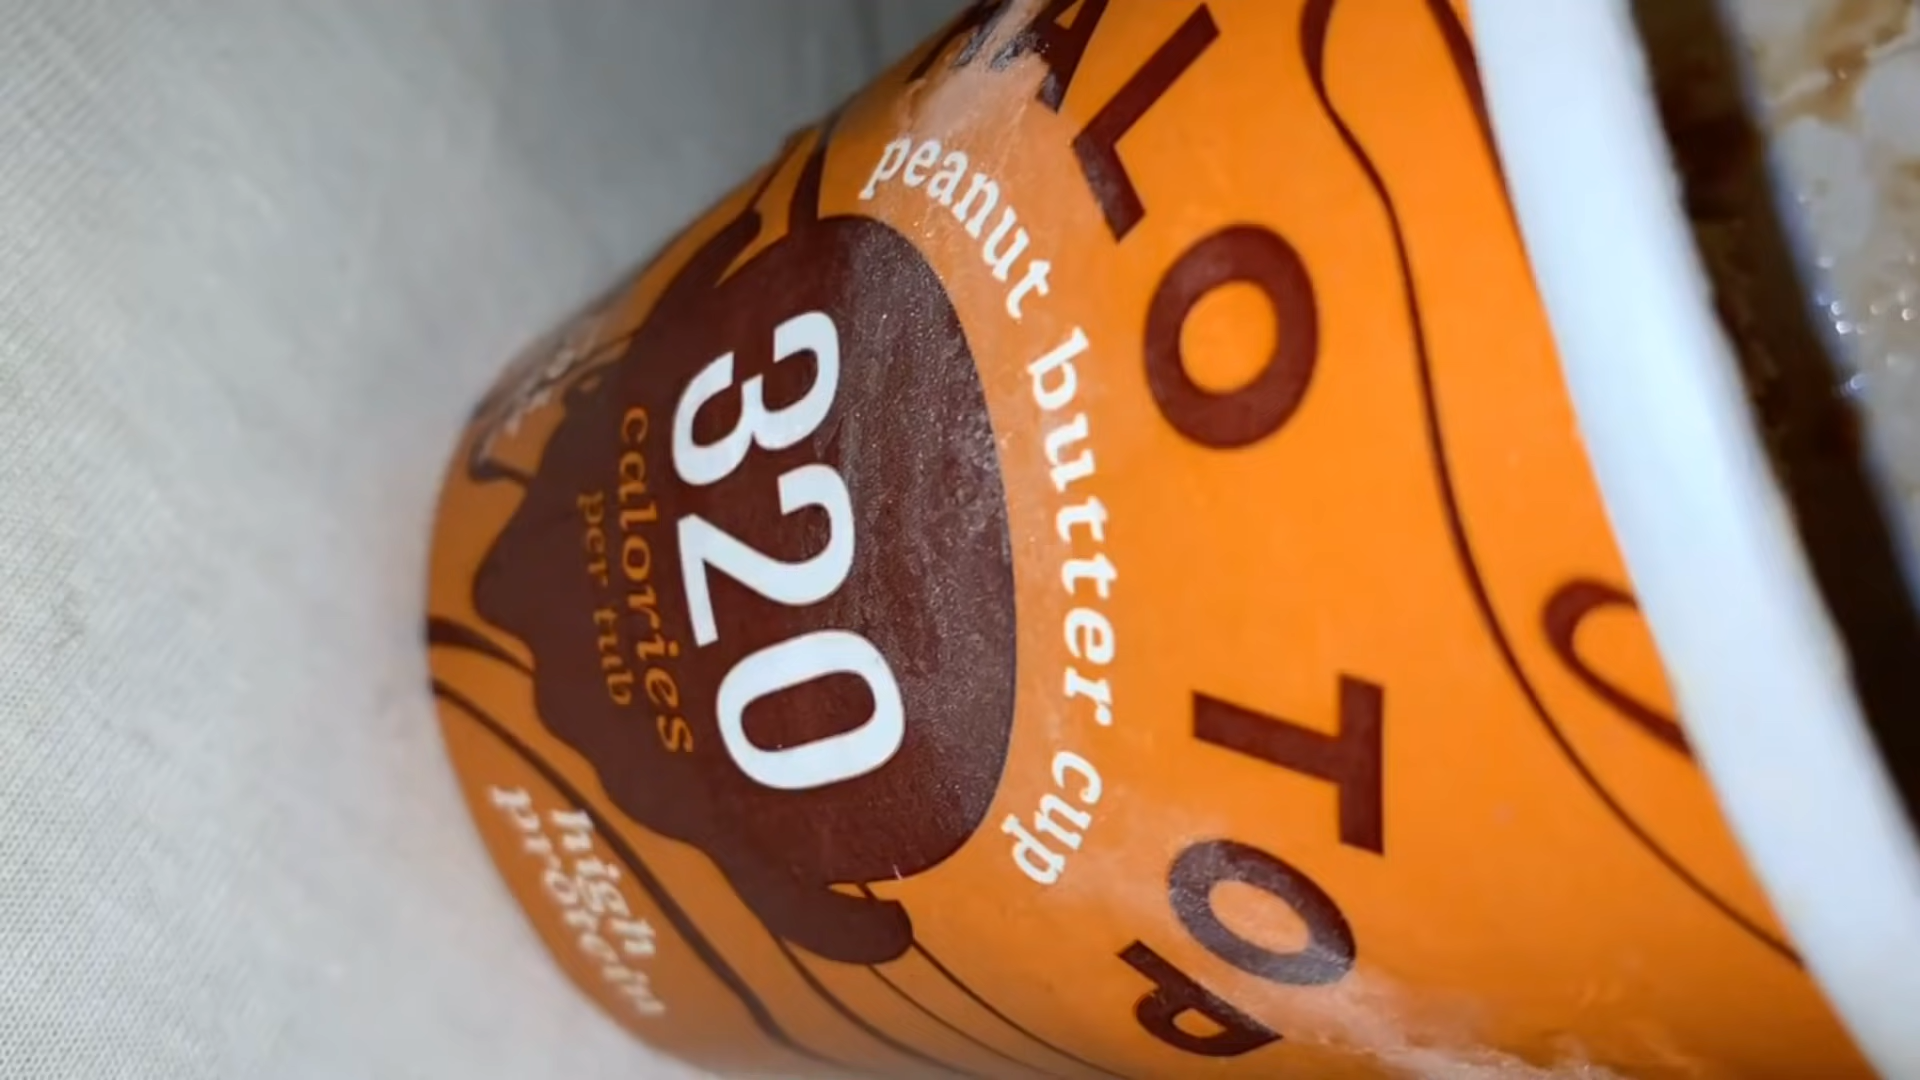 HALO TOP
peanut butter cup
320
calories
per tub
high
protein